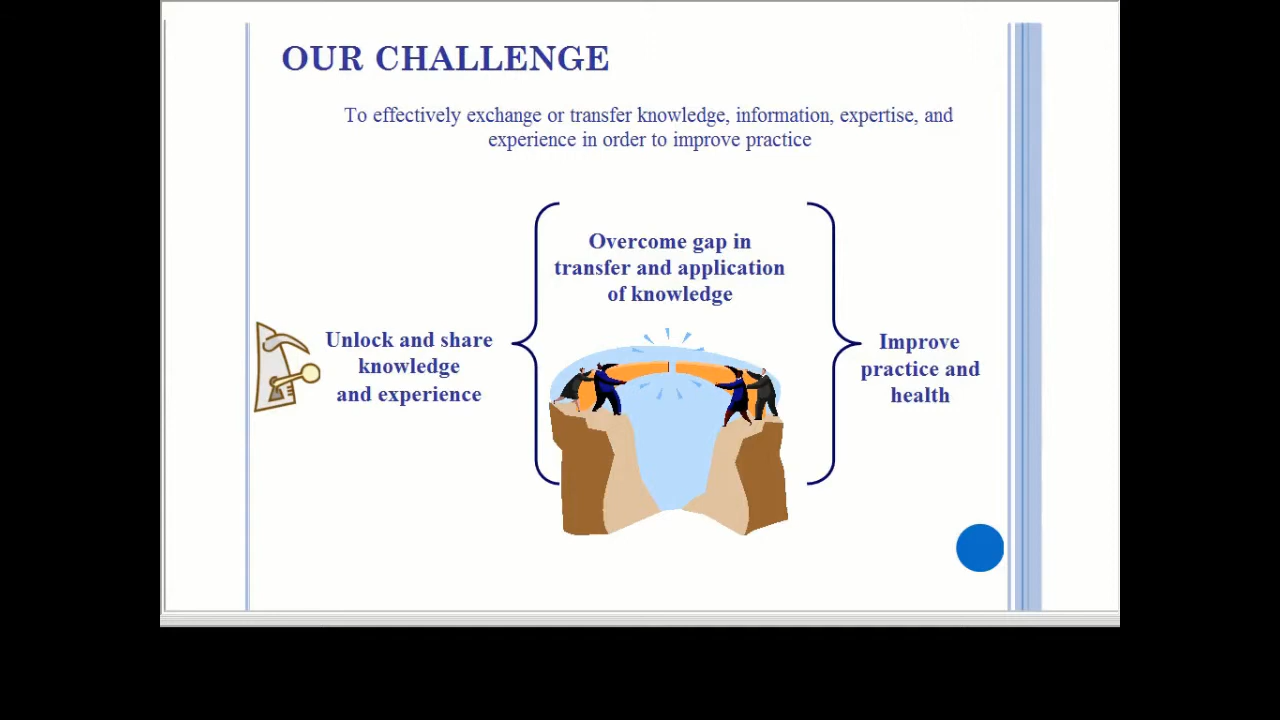 OUR CHALLENGE
To effectively exchange or transfer knowledge, information, expertise, and
experience in order to improve practice
Unlock and share
knowledge
and experience
Overcome gap in
transfer and application
of knowledge
Improve
practice and
health